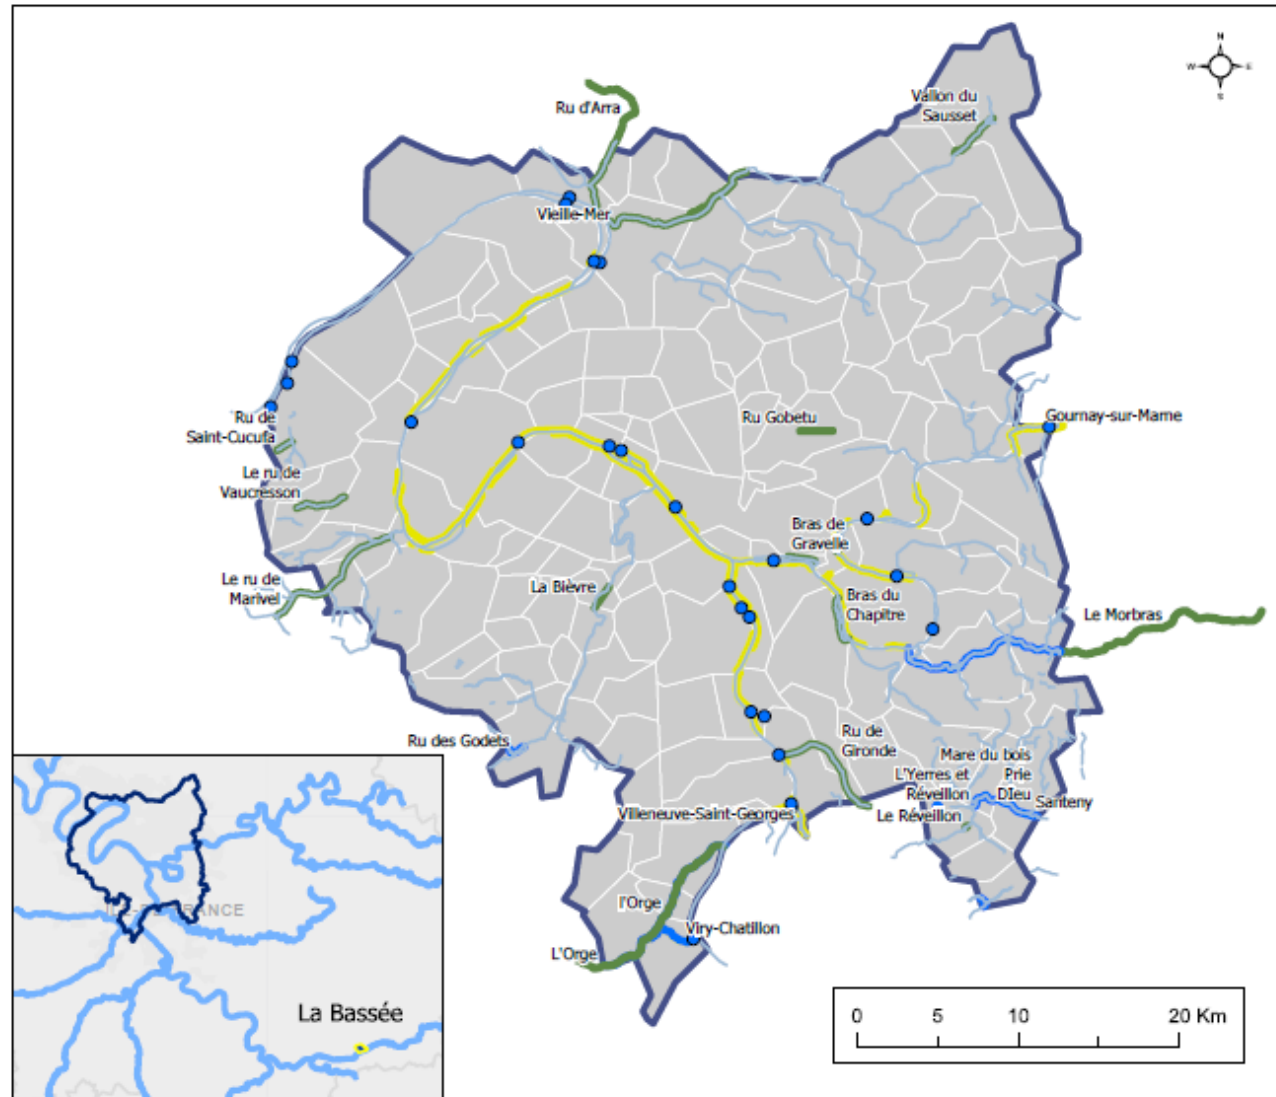 N
W
E
S
Vallon du
Sausset
Ru d'Arra
Vieille-Mer
Ru de
Saint-Cucufa
Ru Gobetu
Gournay-sur-Marne
Le ru de
Vaucresson
Bras de
Gravelle
Le ru de
Marivel
La Bièvre
Bras du
Chapitre
Le Morbras
Ru des Godets
Ru de
Gironde
Mare du bois
Prie
DIeu
L'Yerres et
Réveillon
Santeny
Le Réveillon
Villeneuve-Saint-Georges
l'Orge
Viry-Chatillon
L'Orge
ILE-DE-FRANCE
La Bassée
0 5 10 20 Km